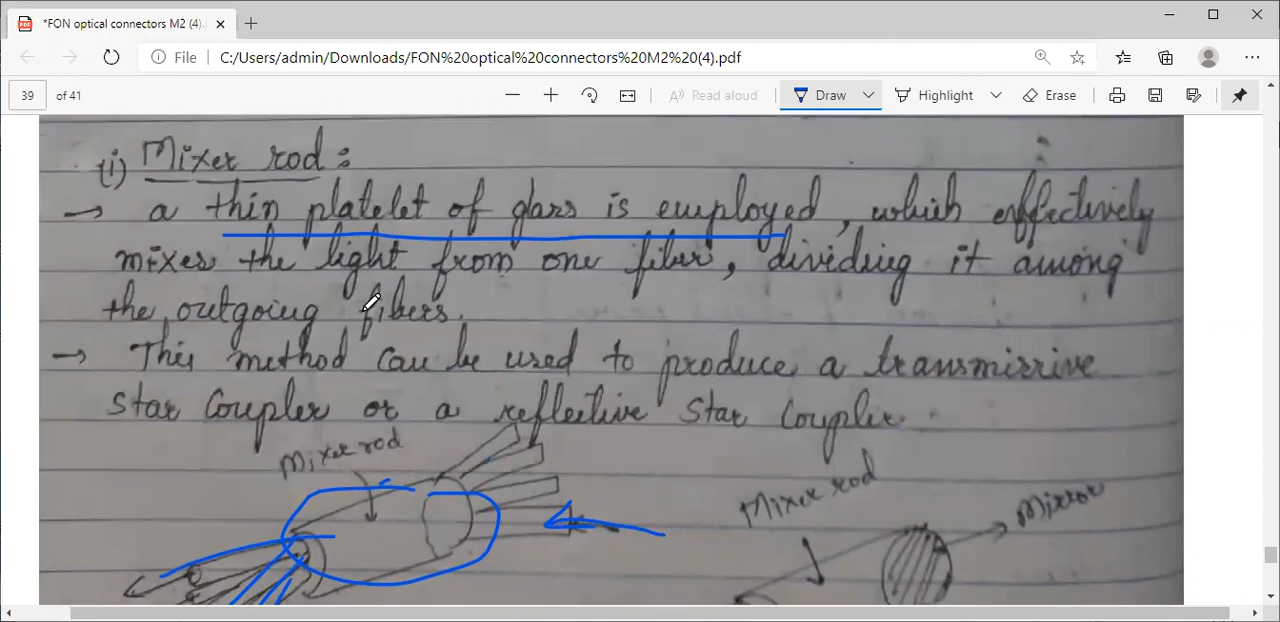 *FON optical connectors M2 (4).
File C:/Users/admin/Downloads/FON%20optical%20connectors%20M2%20(4).pdf
39 of 41 Read aloud Draw Highlight Erase
(i) Mixer rod:
→ a thin platelet of glass is employed, which effectively
mixes the light from one fiber, dividing it among
the outgoing fibers.
→ This method can be used to produce a transmissive
Star Coupler or a reflective Star Coupler.
Mixer rod
Mixer rod
Mirror